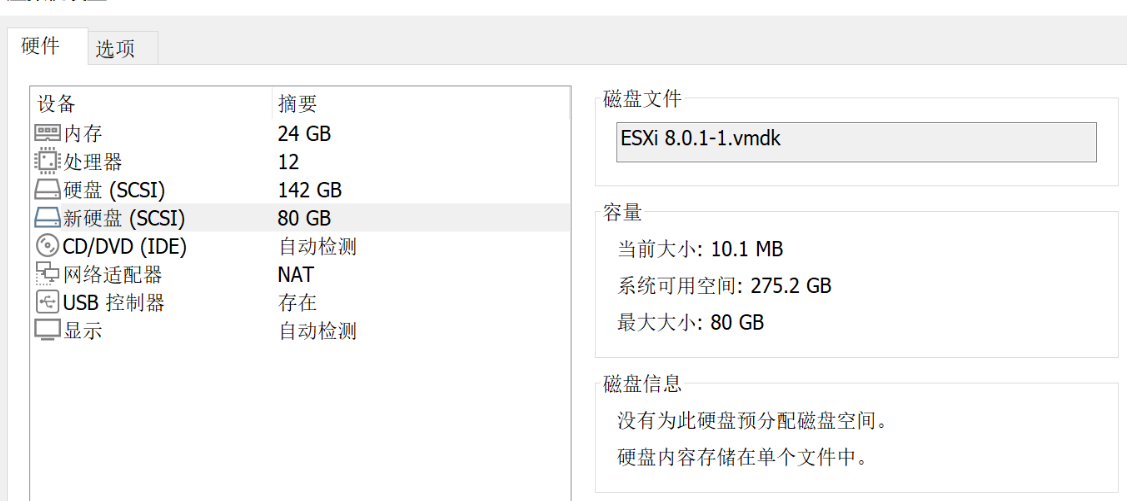 硬件 选项
设备 摘要
内存 24 GB
处理器 12
硬盘 (SCSI) 142 GB
新硬盘 (SCSI) 80 GB
CD/DVD (IDE) 自动检测
网络适配器 NAT
USB 控制器 存在
显示 自动检测
磁盘文件
ESXi 8.0.1-1.vmdk
容量
当前大小: 10.1 MB
系统可用空间: 275.2 GB
最大大小: 80 GB
磁盘信息
没有为此硬盘预分配磁盘空间。
硬盘内容存储在单个文件中。